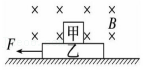 × × × ×
B
甲
× × × ×
F
乙